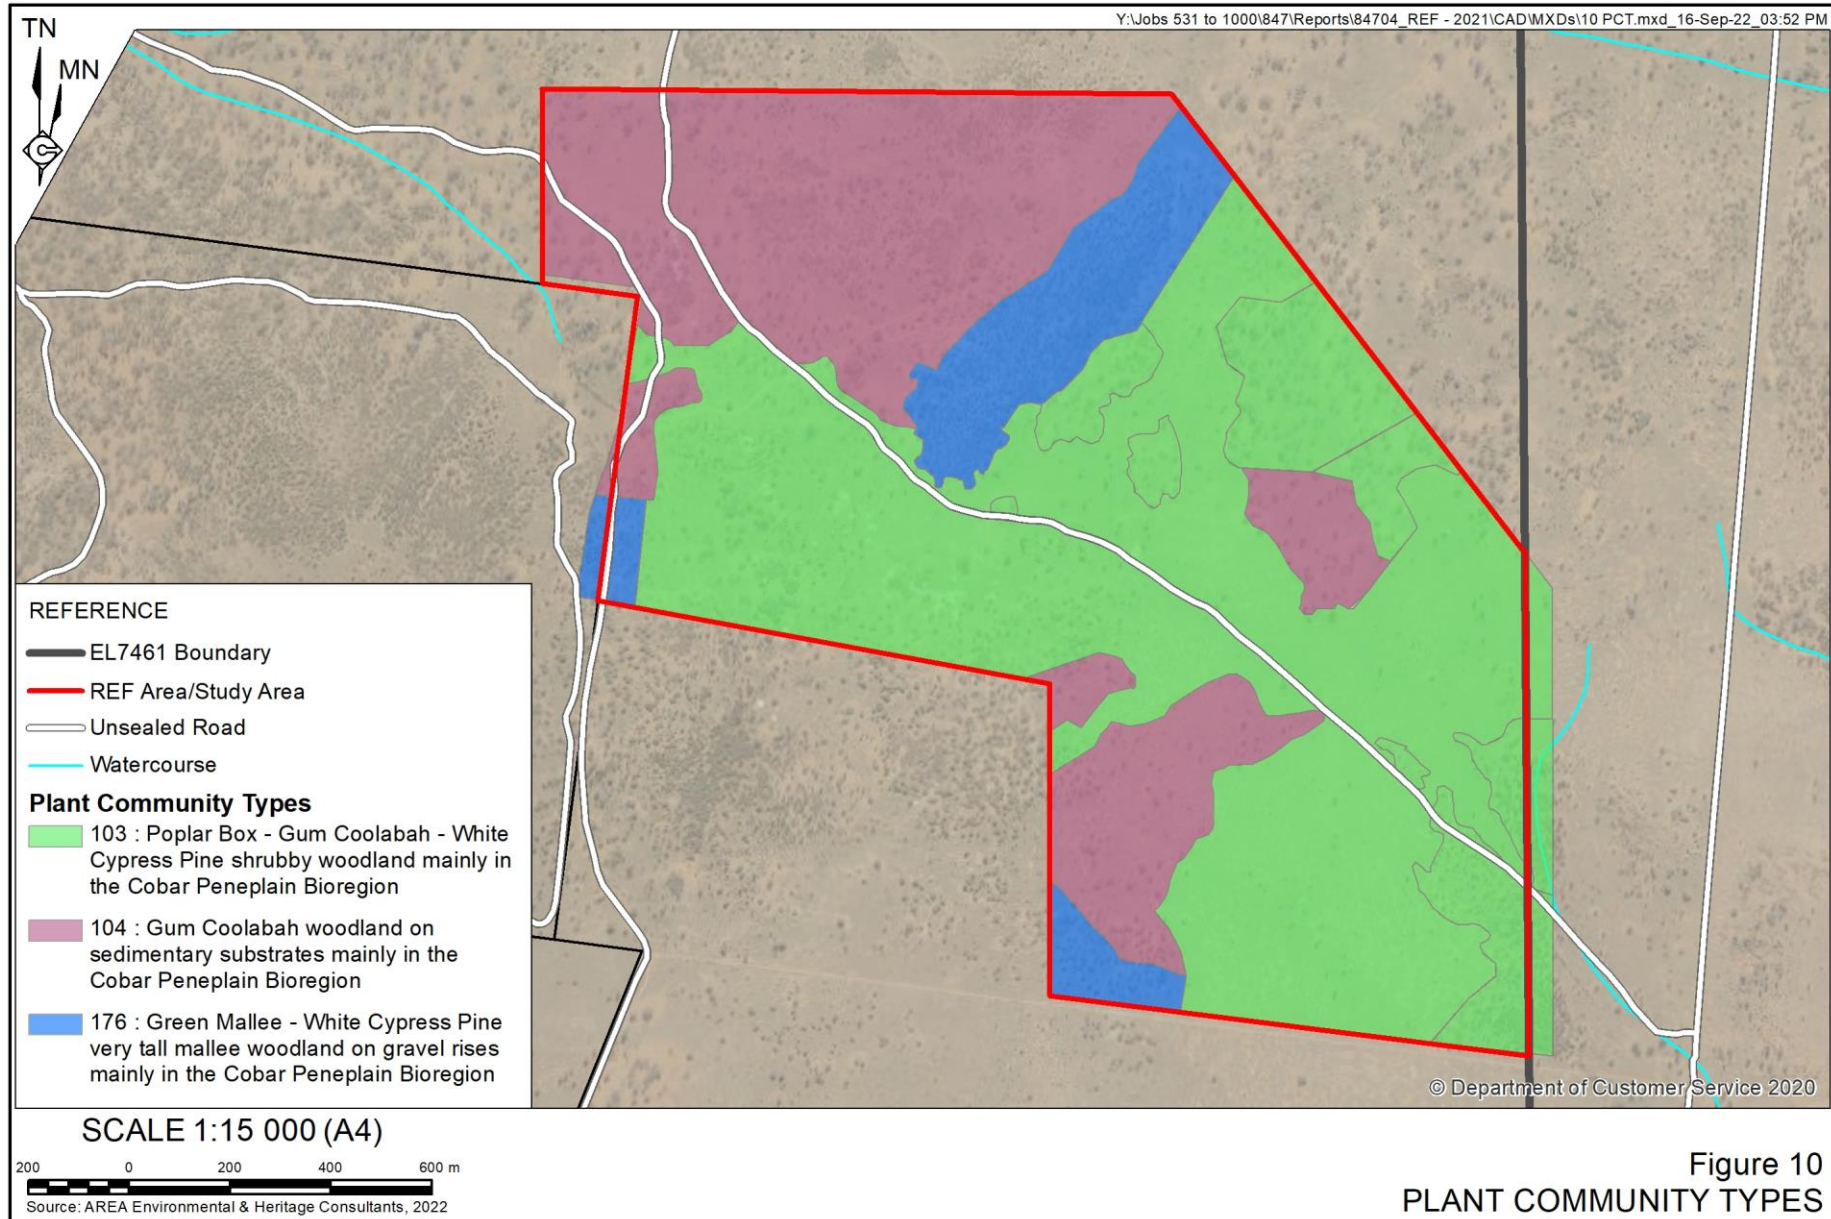 Y:\Jobs 531 to 1000\847\Reports\84704_REF - 2021\CAD\MXDs\10 PCT.mxd_16-Sep-22_03:52 PM
TN
MN
REFERENCE
EL7461 Boundary
REF Area/Study Area
Unsealed Road
Watercourse
Plant Community Types
103 : Poplar Box - Gum Coolabah - White
Cypress Pine shrubby woodland mainly in
the Cobar Peneplain Bioregion
104 : Gum Coolabah woodland on
sedimentary substrates mainly in the
Cobar Peneplain Bioregion
176 : Green Mallee - White Cypress Pine
very tall mallee woodland on gravel rises
mainly in the Cobar Peneplain Bioregion
© Department of Customer Service 2020
SCALE 1:15 000 (A4)
200 0 200 400 600 m
Source: AREA Environmental & Heritage Consultants, 2022
Figure 10
PLANT COMMUNITY TYPES